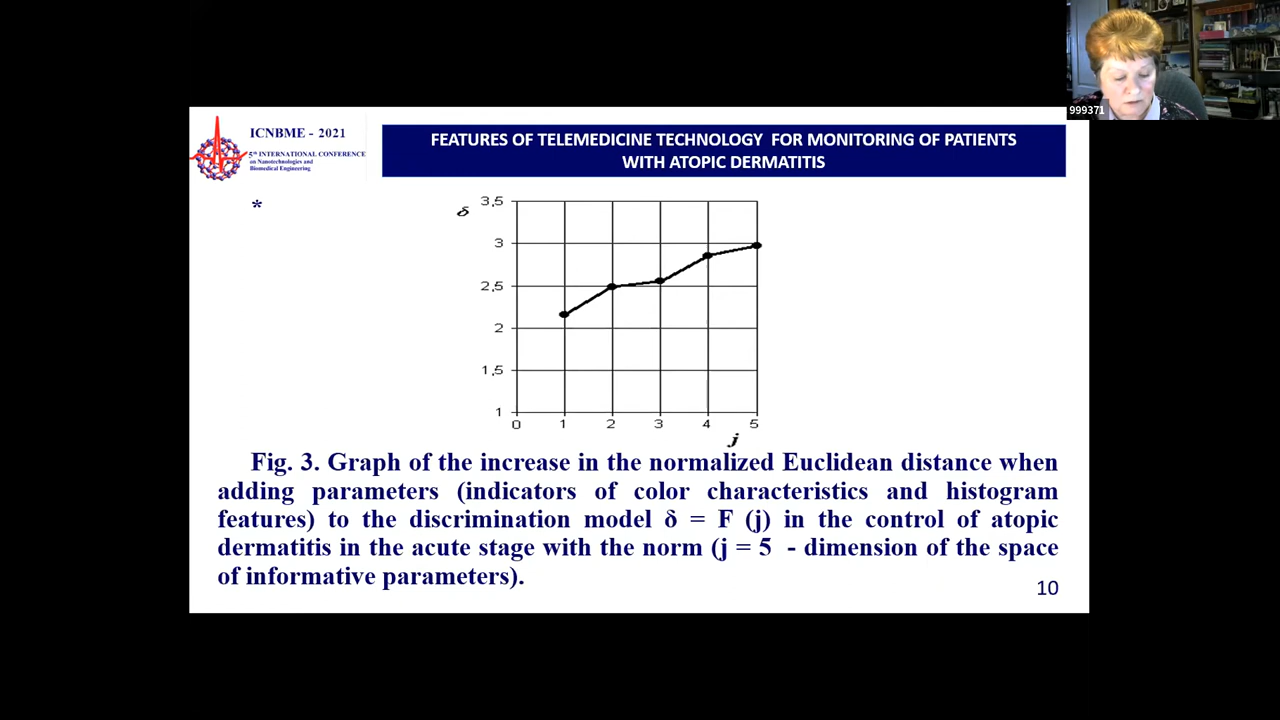 999371
ICNBME - 2021
5th INTERNATIONAL CONFERENCE
on Nanotechnologies and
Biomedical Engineering
FEATURES OF TELEMEDICINE TECHNOLOGY FOR MONITORING OF PATIENTS
WITH ATOPIC DERMATITIS
*
δ
3,5
3
2,5
2
1,5
1
0 1 2 3 4 5
j
Fig. 3. Graph of the increase in the normalized Euclidean distance when
adding parameters (indicators of color characteristics and histogram
features) to the discrimination model δ = F (j) in the control of atopic
dermatitis in the acute stage with the norm (j = 5 - dimension of the space
of informative parameters).
10